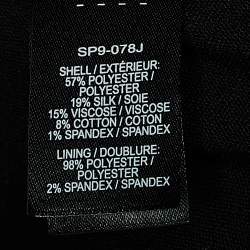 SP9-078J
SHELL / EXTÉRIEUR:
57% POLYESTER /
POLYESTER
19% SILK / SOIE
15% VISCOSE / VISCOSE
8% COTTON / COTON
1% SPANDEX / SPANDEX
LINING / DOUBLURE:
98% POLYESTER /
POLYESTER
2% SPANDEX / SPANDEX